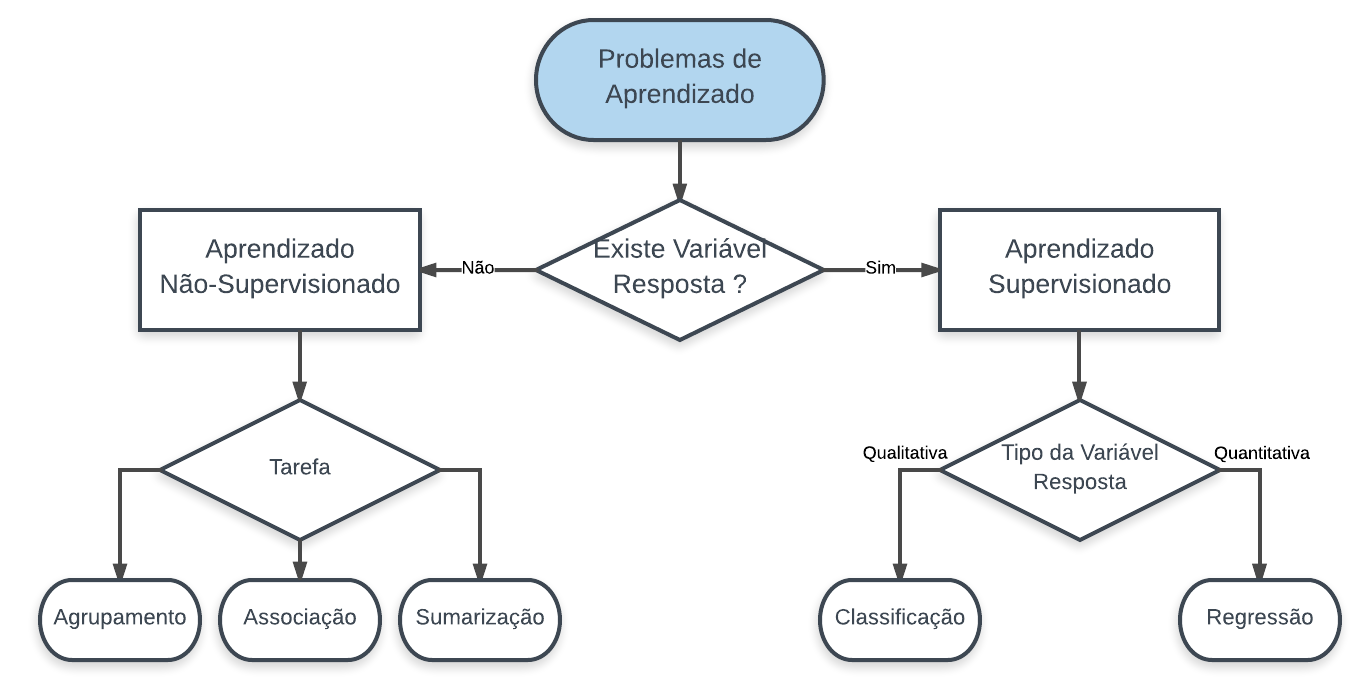 Problemas de
Aprendizado
Existe Variável
Resposta ?
Não
Sim
Aprendizado
Não-Supervisionado
Aprendizado
Supervisionado
Tarefa
Qualitativa
Tipo da Variável
Resposta
Quantitativa
Agrupamento
Associação
Sumarização
Classificação
Regressão